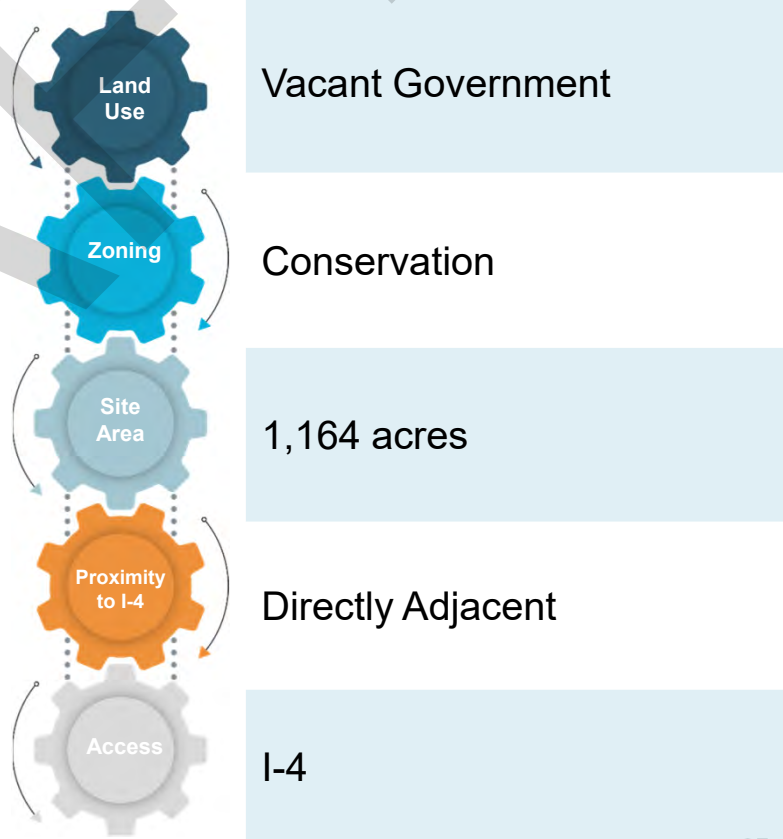 Land
Use
Vacant Government
Zoning
Conservation
Site
Area
1,164 acres
Proximity
to I-4
Directly Adjacent
Access
I-4